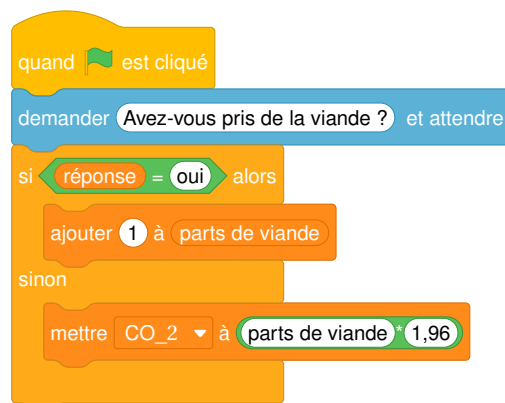 quand est cliqué
demander Avez-vous pris de la viande ? et attendre
si réponse = oui alors
ajouter 1 à parts de viande
sinon
mettre CO_2 à parts de viande * 1,96